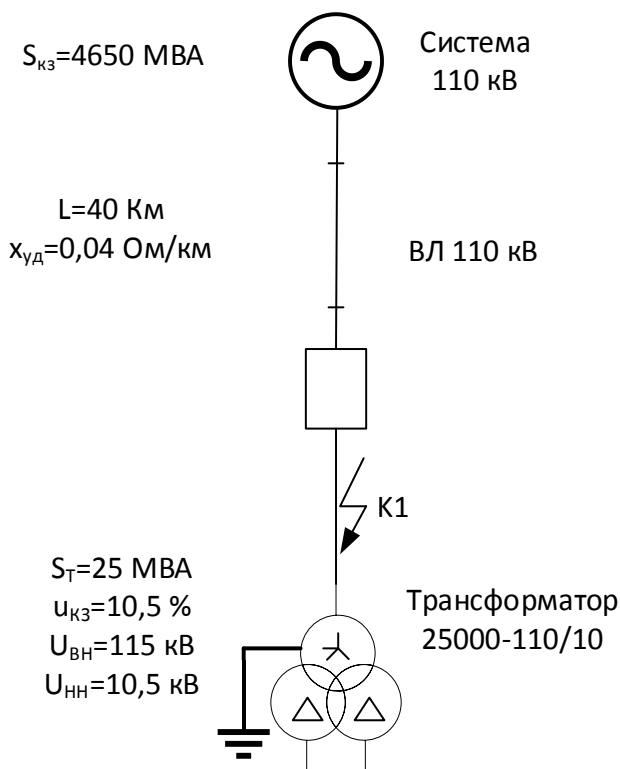 Sкз=4650 МВА
Система
110 кВ
L=40 Км
xуд=0,04 Ом/км
ВЛ 110 кВ
К1
SТ=25 МВА
uкз=10,5 %
UВН=115 кВ
UНН=10,5 кВ
Трансформатор
25000-110/10